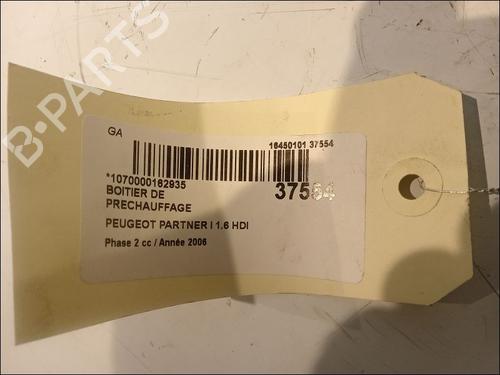 B-PARTS
GA
16450101 37554
*1070000162935
37554
BOITIER DE
PRECHAUFFAGE
PEUGEOT PARTNER I 1.6 HDI
Phase 2 cc / Année 2006